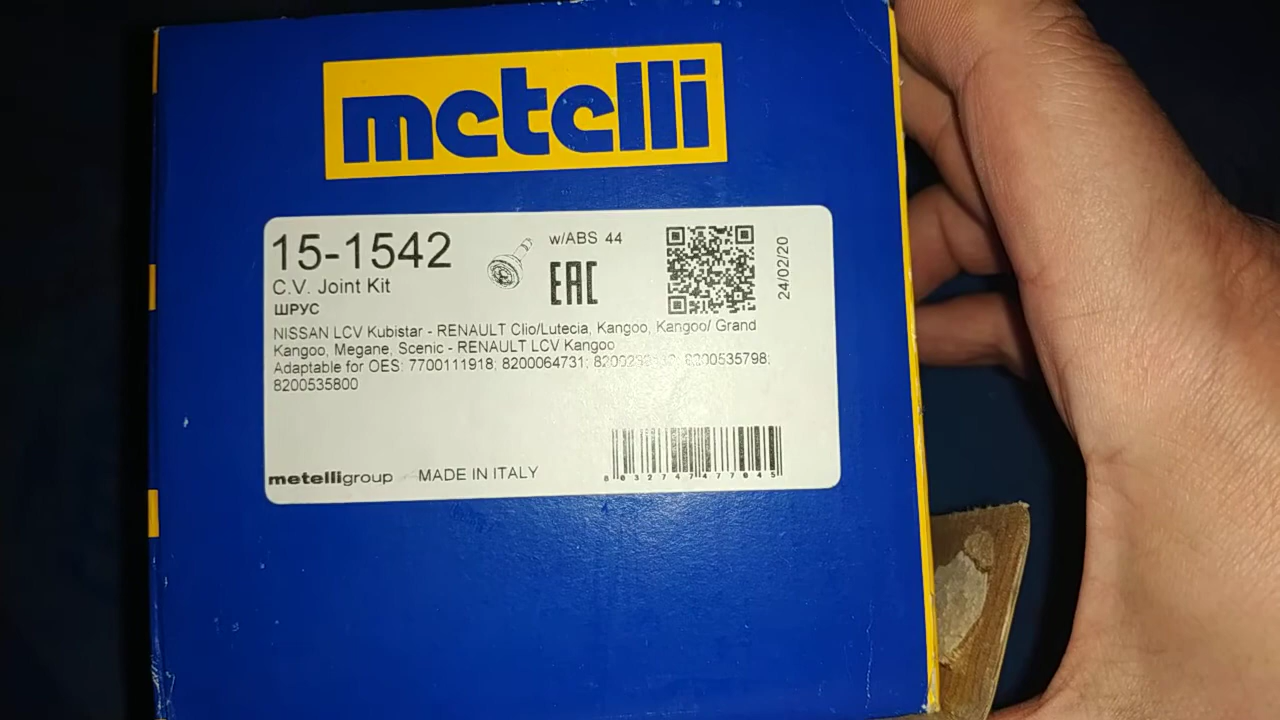 metelli
15-1542
w/ABS 44
C.V. Joint Kit
EAC
24/02/20
ШРУС
NISSAN LCV Kubistar - RENAULT Clio/Lutecia, Kangoo, Kangoo/ Grand
Kangoo, Megane, Scenic - RENAULT LCV Kangoo
Adaptable for OES: 7700111918; 8200064731; 8200535798;
8200535800
metelligroup MADE IN ITALY
8032747477045